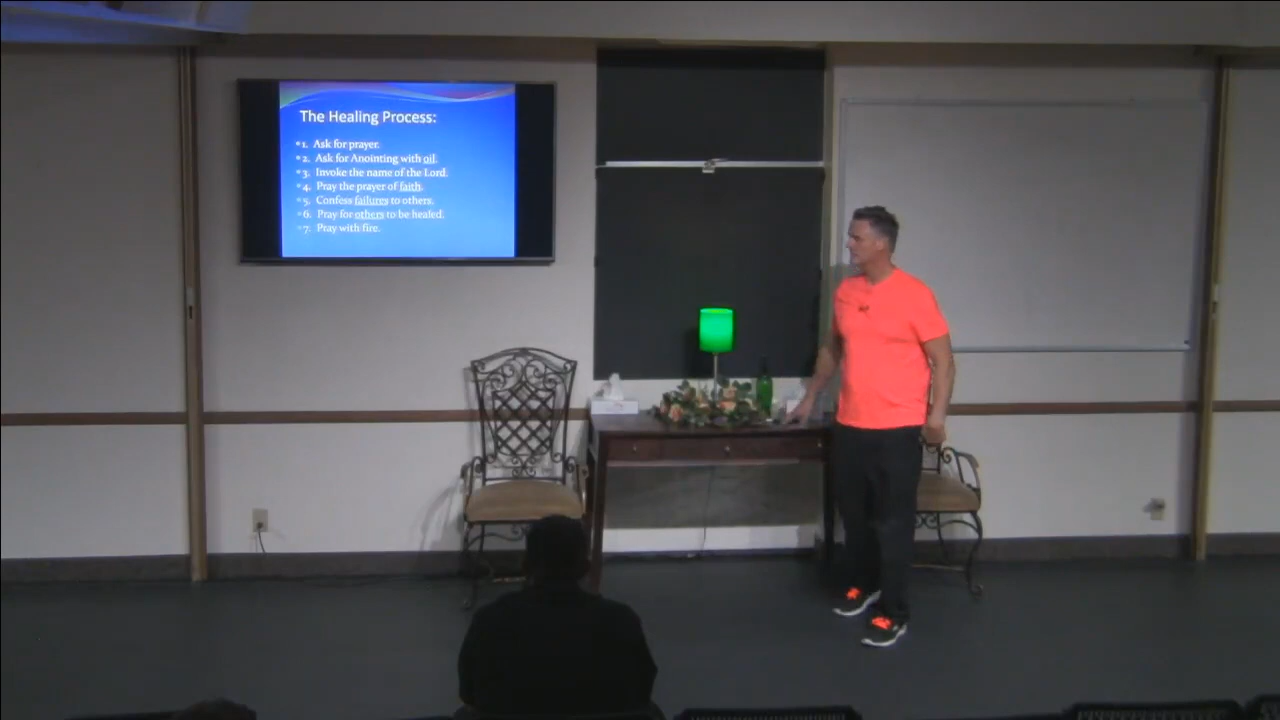 The Healing Process:
1. Ask for prayer.
2. Ask for Anointing with oil.
3. Invoke the name of the Lord.
4. Pray the prayer of faith.
5. Confess failures to others.
6. Pray for others to be healed.
7. Pray with fire.